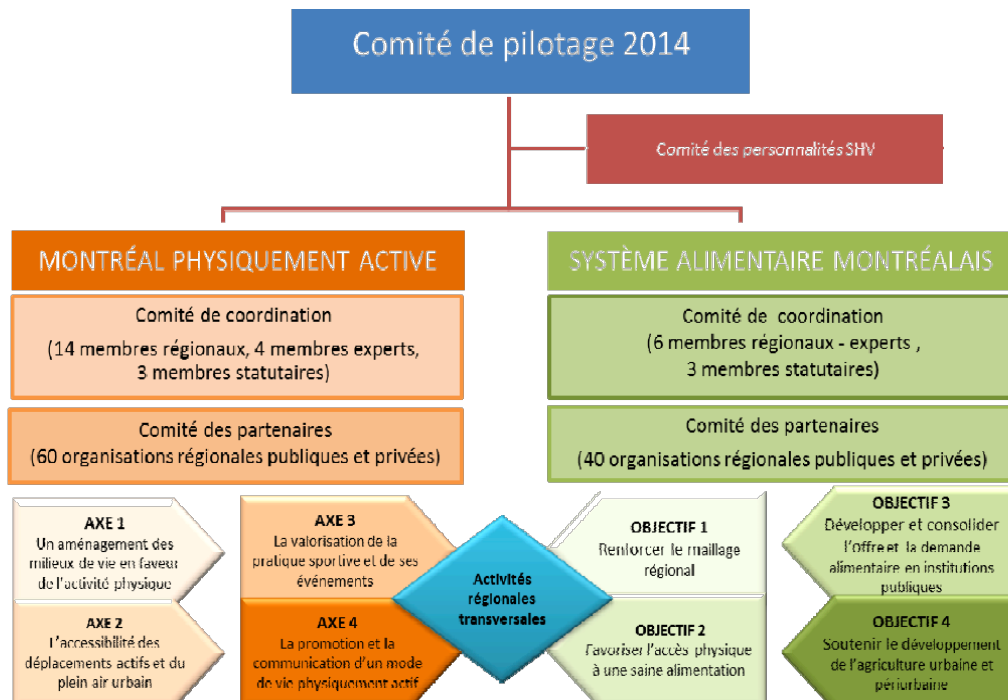 Comité de pilotage 2014
Comité des personnalités SHV
MONTRÉAL PHYSIQUEMENT ACTIVE
Comité de coordination
(14 membres régionaux, 4 membres experts,
3 membres statutaires)
Comité des partenaires
(60 organisations régionales publiques et privées)
SYSTÈME ALIMENTAIRE MONTRÉALAIS
Comité de coordination
(6 membres régionaux - experts ,
3 membres statutaires)
Comité des partenaires
(40 organisations régionales publiques et privées)
AXE 1
Un aménagement des
milieux de vie en faveur
de l'activité physique
AXE 2
L'accessibilité des
déplacements actifs et du
plein air urbain
AXE 3
La valorisation de la
pratique sportive et de ses
événements
AXE 4
La promotion et la
communication d'un mode
de vie physiquement actif
Activités
régionales
transversales
OBJECTIF 1
Renforcer le maillage
régional
OBJECTIF 2
Favoriser l'accès physique
à une saine alimentation
OBJECTIF 3
Développer et consolider
l'Offre et la demande
alimentaire en institutions
publiques
OBJECTIF 4
Soutenir le développement
de l'agriculture urbaine et
périurbaine